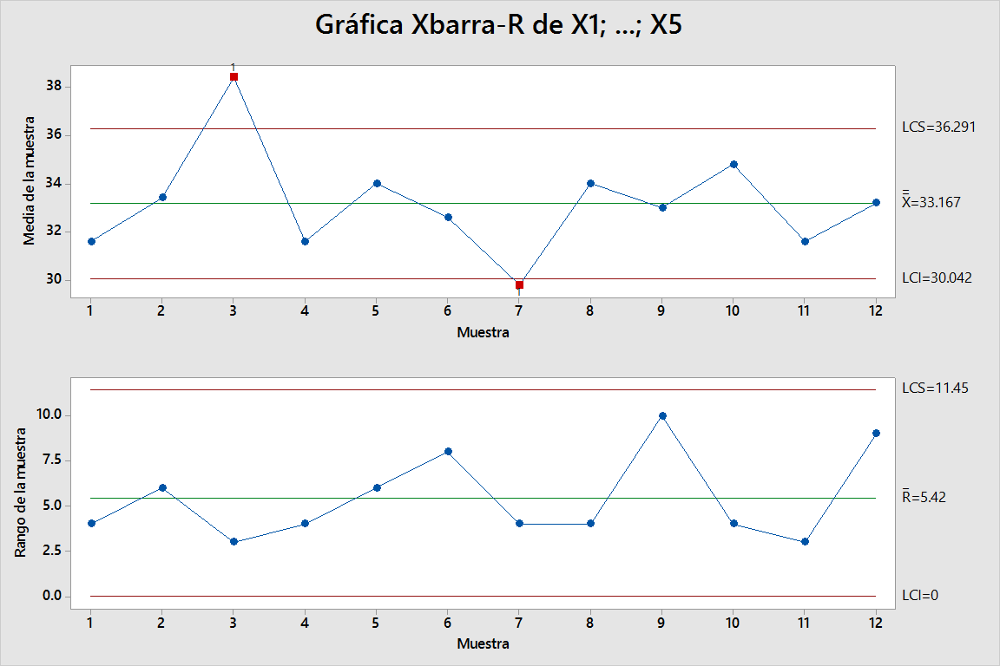 Gráfica Xbarra-R de X1; ...; X5
1
38
36
34
32
30
Media de la muestra
LCS=36.291
X=33.167
LCI=30.042
1
1 2 3 4 5 6 7 8 9 10 11 12
Muestra
10.0
7.5
5.0
2.5
0.0
Rango de la muestra
LCS=11.45
R=5.42
LCI=0
1 2 3 4 5 6 7 8 9 10 11 12
Muestra